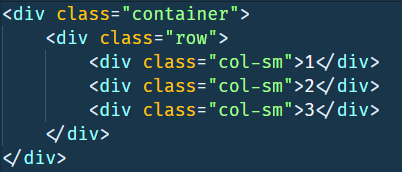 <div class="container">
    <div class="row">
        <div class="col-sm">1</div>
        <div class="col-sm">2</div>
        <div class="col-sm">3</div>
    </div>
</div>